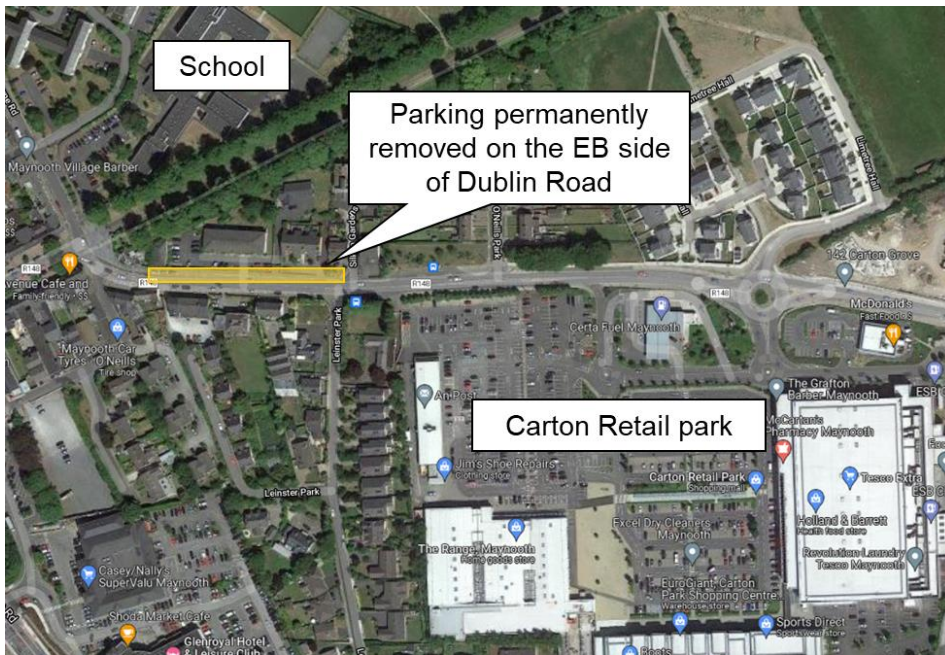 School
Parking permanently
removed on the EB side
of Dublin Road
Maynooth Village Barber
Limetree Hall
Limetree Hall
O'Neills Park
142 Carton Grove
R148
R148
R148
R148
Avenue Cafe and
Family-friendly
McDonald's
Fast Food
Certa Fuel Maynooth
Leinster Park
Maynooth Car
Tyres - O'Neills
Tire shop
The Grafton
Barber Maynooth
An Post
McCartan's
Pharmacy Maynooth
Carton Retail park
Jim's Shoe Repairs
Clothing store
Carton Retail Park
Shopping mall
Tesco Extra
Leinster Park
Holland & Barrett
Health food store
Excel Dry Cleaners
Maynooth
The Range, Maynooth
Home goods store
Revolution Laundry
Tesco Maynooth
Casey/Nally's
SuperValu Maynooth
EuroGiant, Carton
Park Shopping Centre
Warehouse store
Shoda Market Cafe
Sports Direct
Sportswear store
Glenroyal Hotel
& Leisure Club
Boots